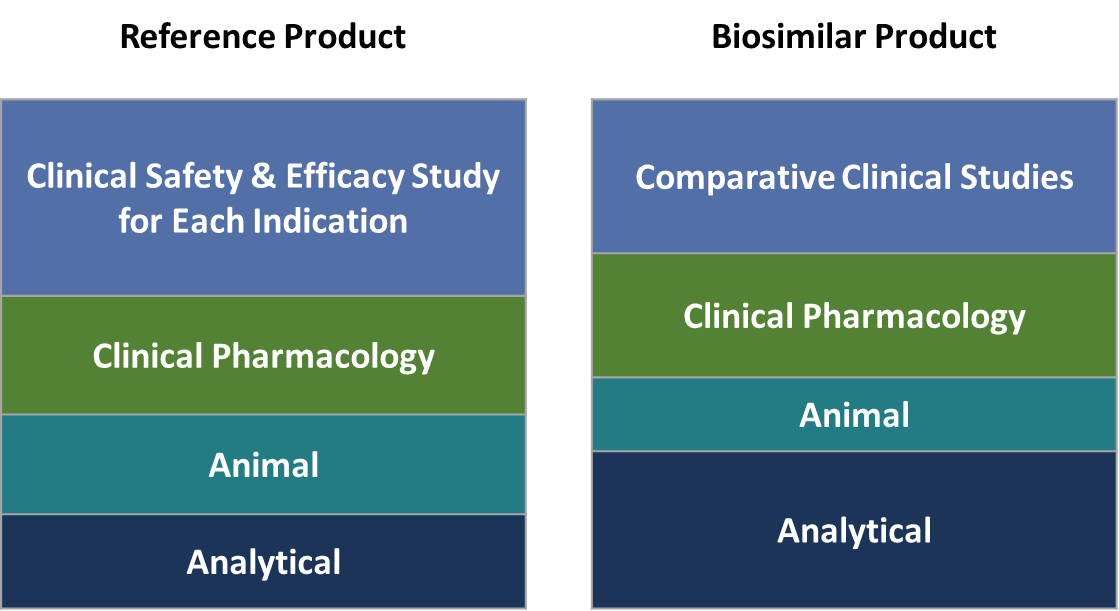 Reference Product
Clinical Safety & Efficacy Study
for Each Indication
Clinical Pharmacology
Animal
Analytical
Biosimilar Product
Comparative Clinical Studies
Clinical Pharmacology
Animal
Analytical